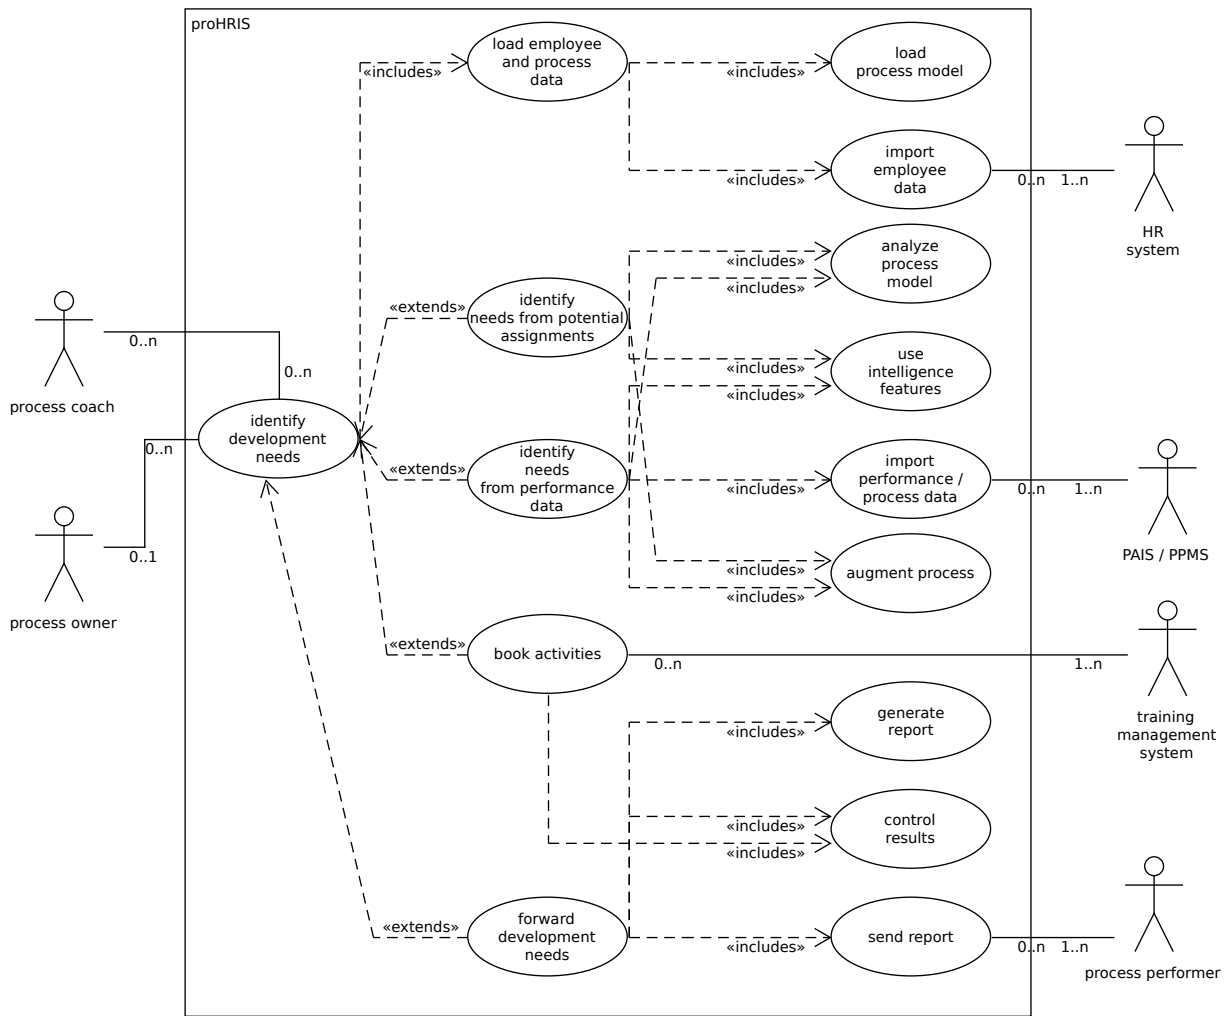 proHRIS
load employee
and process
data
«includes»
load
process model
«includes»
import
employee
data
«includes»
0..n
1..n
HR
system
analyze
process
model
«includes»
«includes»
identify
needs from potential
assignments
«extends»
process coach
0..n
0..n
use
intelligence
features
«includes»
«includes»
identify
development
needs
0..n
process owner
0..1
identify
needs
from performance
data
«extends»
import
performance /
process data
«includes»
0..n
1..n
PAIS / PPMS
augment process
«includes»
«includes»
book activities
«extends»
0..n
1..n
training
management
system
generate
report
«includes»
control
results
«includes»
«includes»
forward
development
needs
«extends»
send report
«includes»
0..n
1..n
process performer